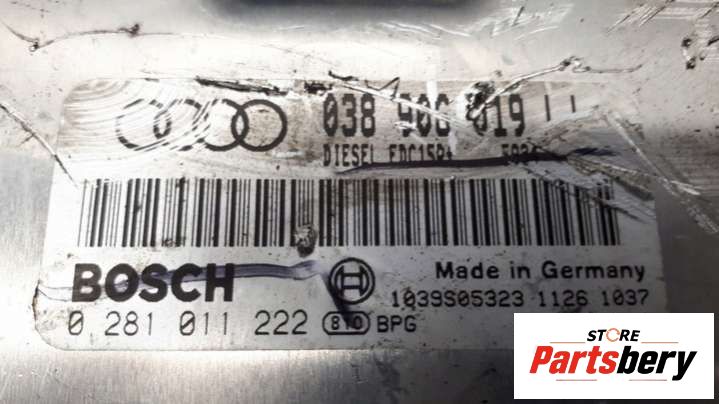 038 906 019
DIESEL EDC15P+
BOSCH
Made in Germany
1039S05323 1126 1037
0 281 011 222 810 BPG
STORE
Partsbery